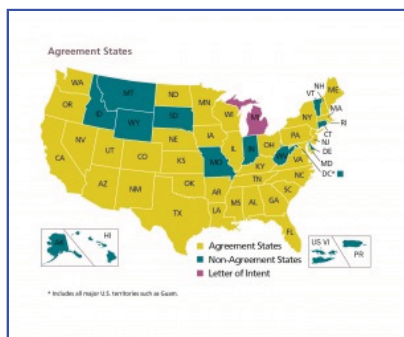 Agreement States
WA
MT
ND
MN
VT
NH
ME
OR
ID
WY
SD
WI
MI
NY
MA
RI
CT
NV
UT
CO
NE
IA
IL
IN
OH
PA
NJ
DE
MD
DC*
CA
KS
MO
KY
WV
VA
AZ
NM
OK
AR
TN
NC
SC
TX
LA
MS
AL
GA
FL
AK
HI
US VI
PR
Agreement States
Non-Agreement States
Letter of Intent
* Includes all major U.S. territories such as Guam.